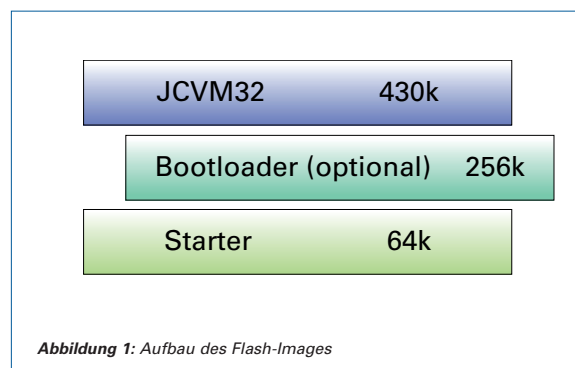 JCVM32 430k
Bootloader (optional) 256k
Starter 64k
Abbildung 1: Aufbau des Flash-Images